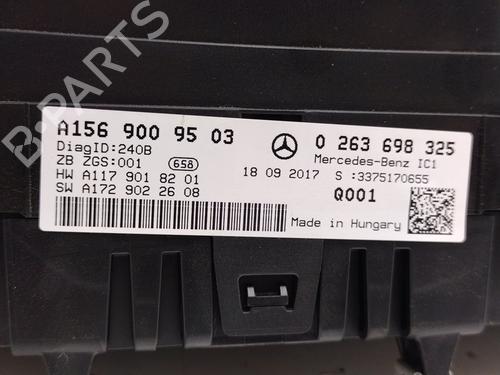 A156 900 95 03
DiagID:240B
ZB ZGS:001
658
HW A117 901 82 01
SW A172 902 26 08
18 09 2017
0 263 698 325
Mercedes-Benz IC1
S :3375170655
Q001
Made in Hungary
B-PARTS